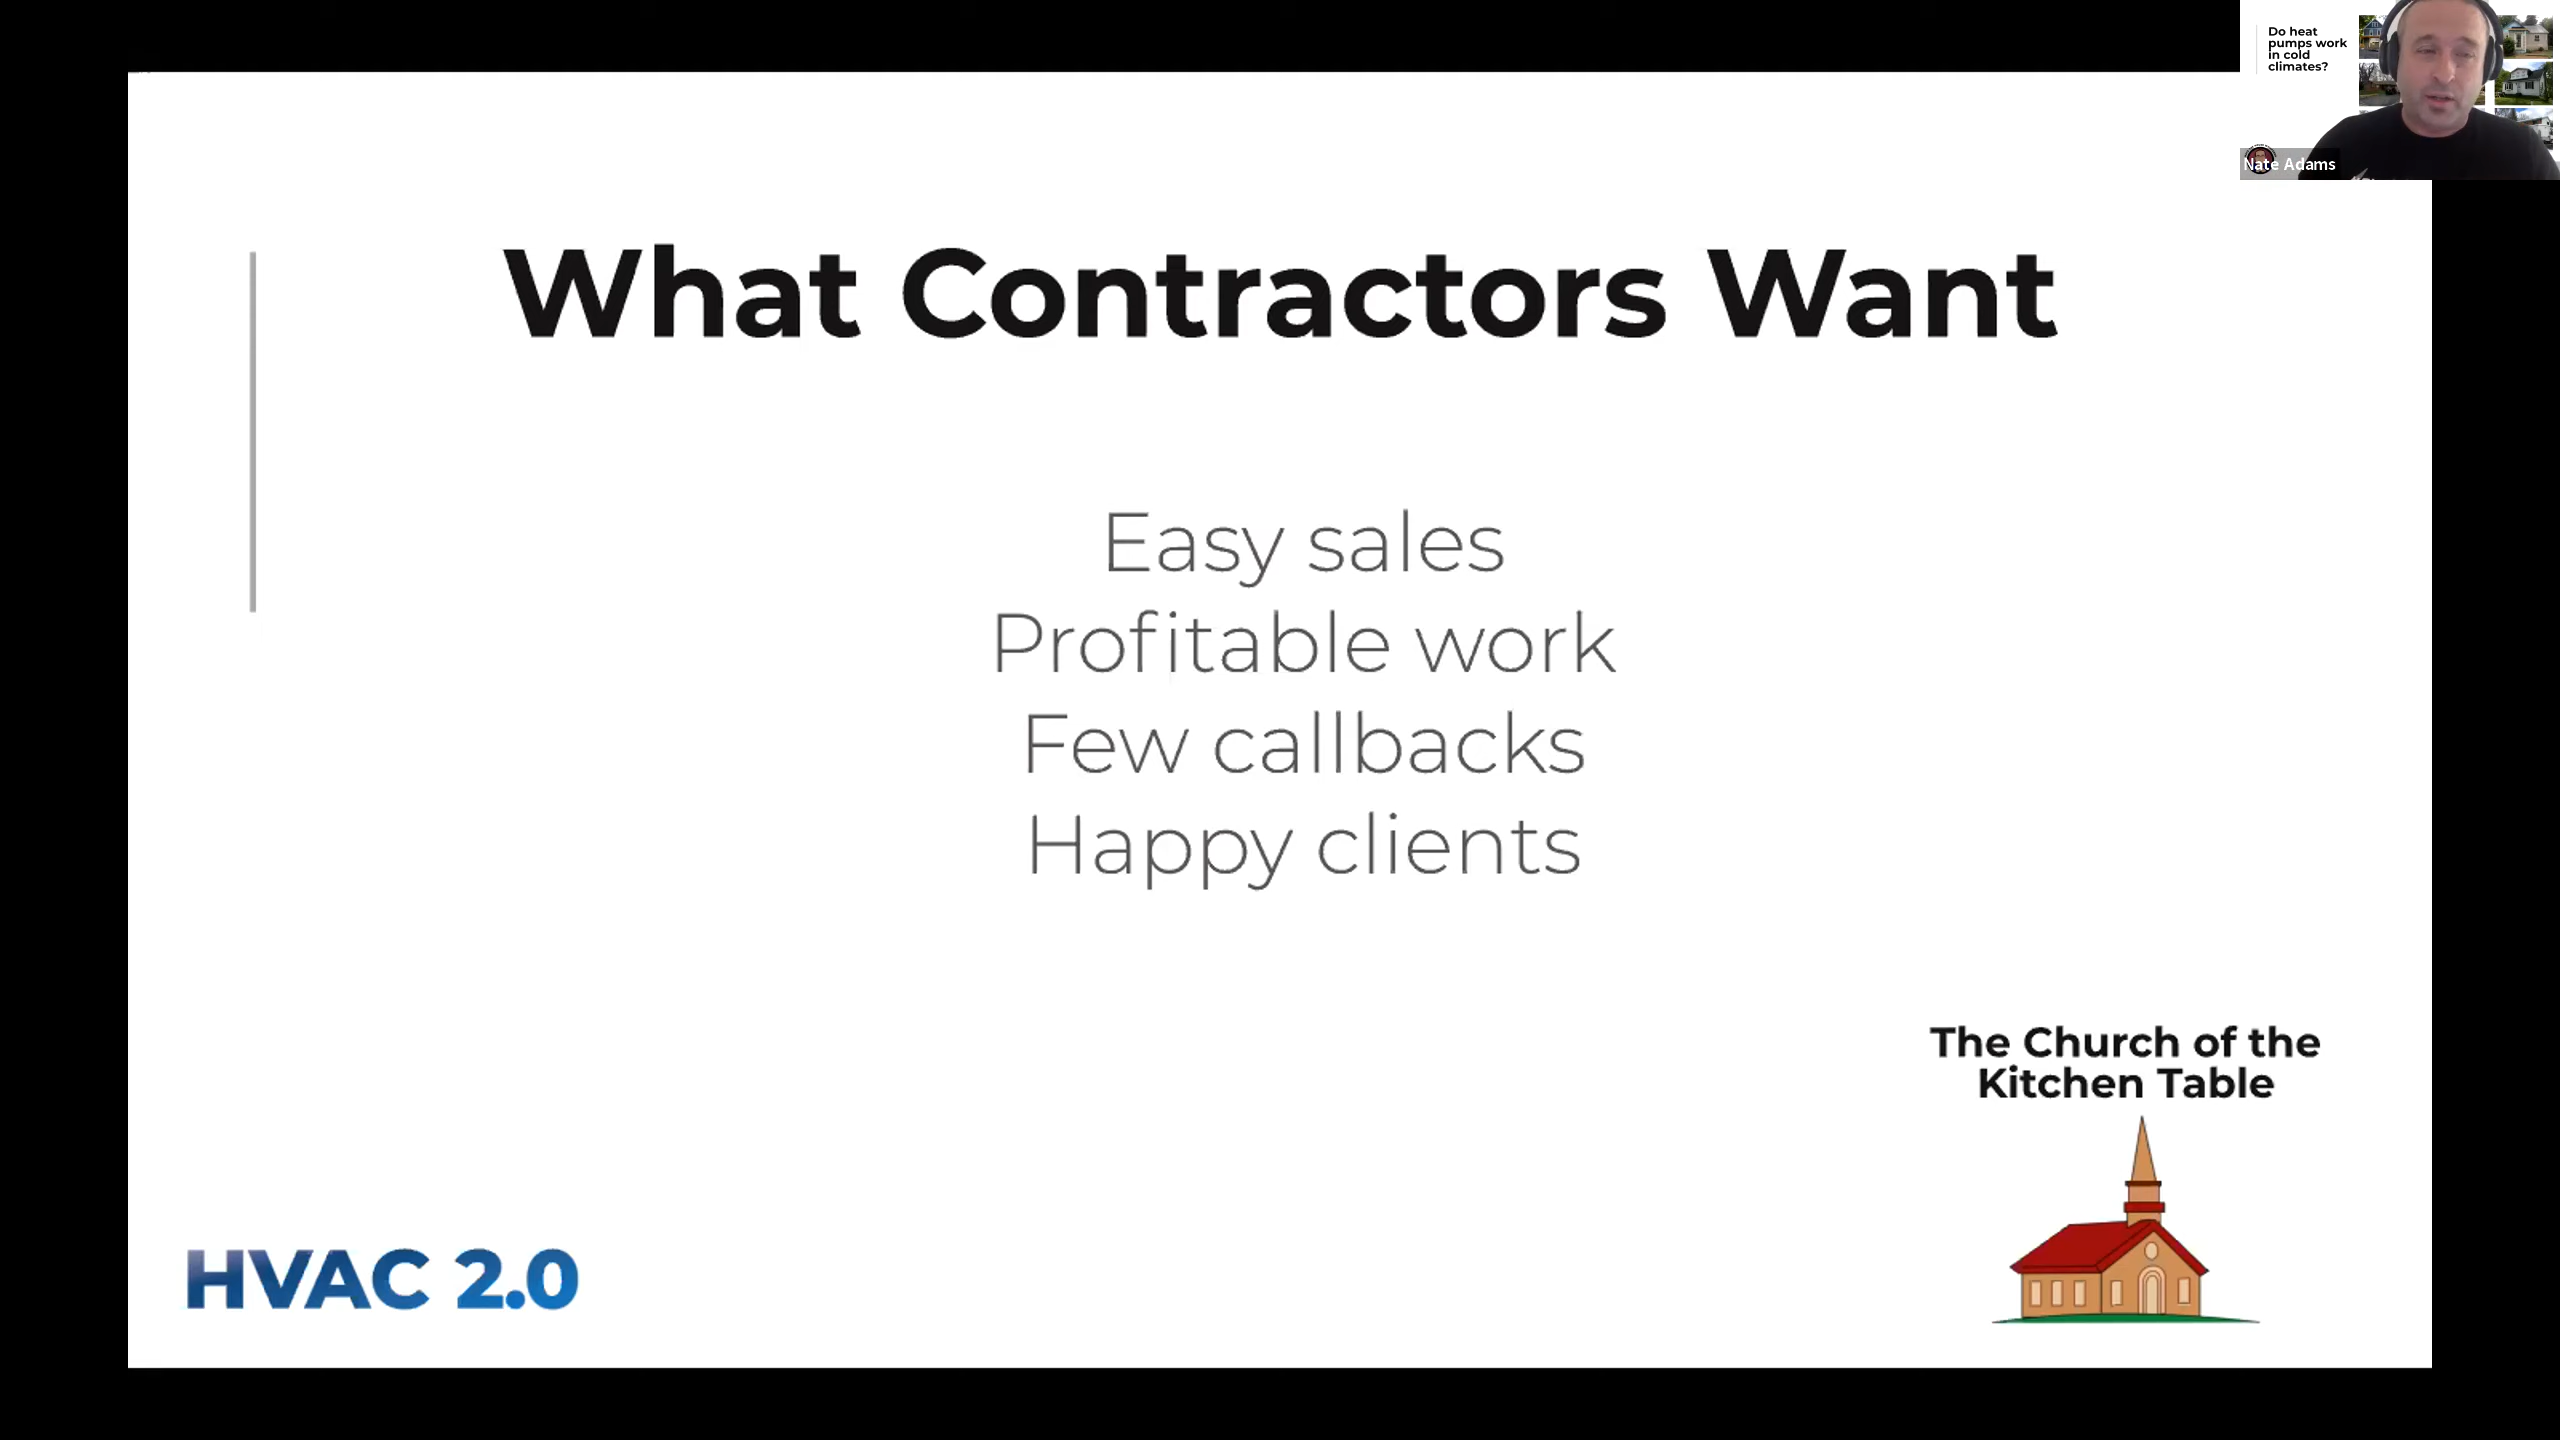 Do heat
pumps work
in cold
climates?
Nate Adams
What Contractors Want
Easy sales
Profitable work
Few callbacks
Happy clients
The Church of the
Kitchen Table
HVAC 2.0